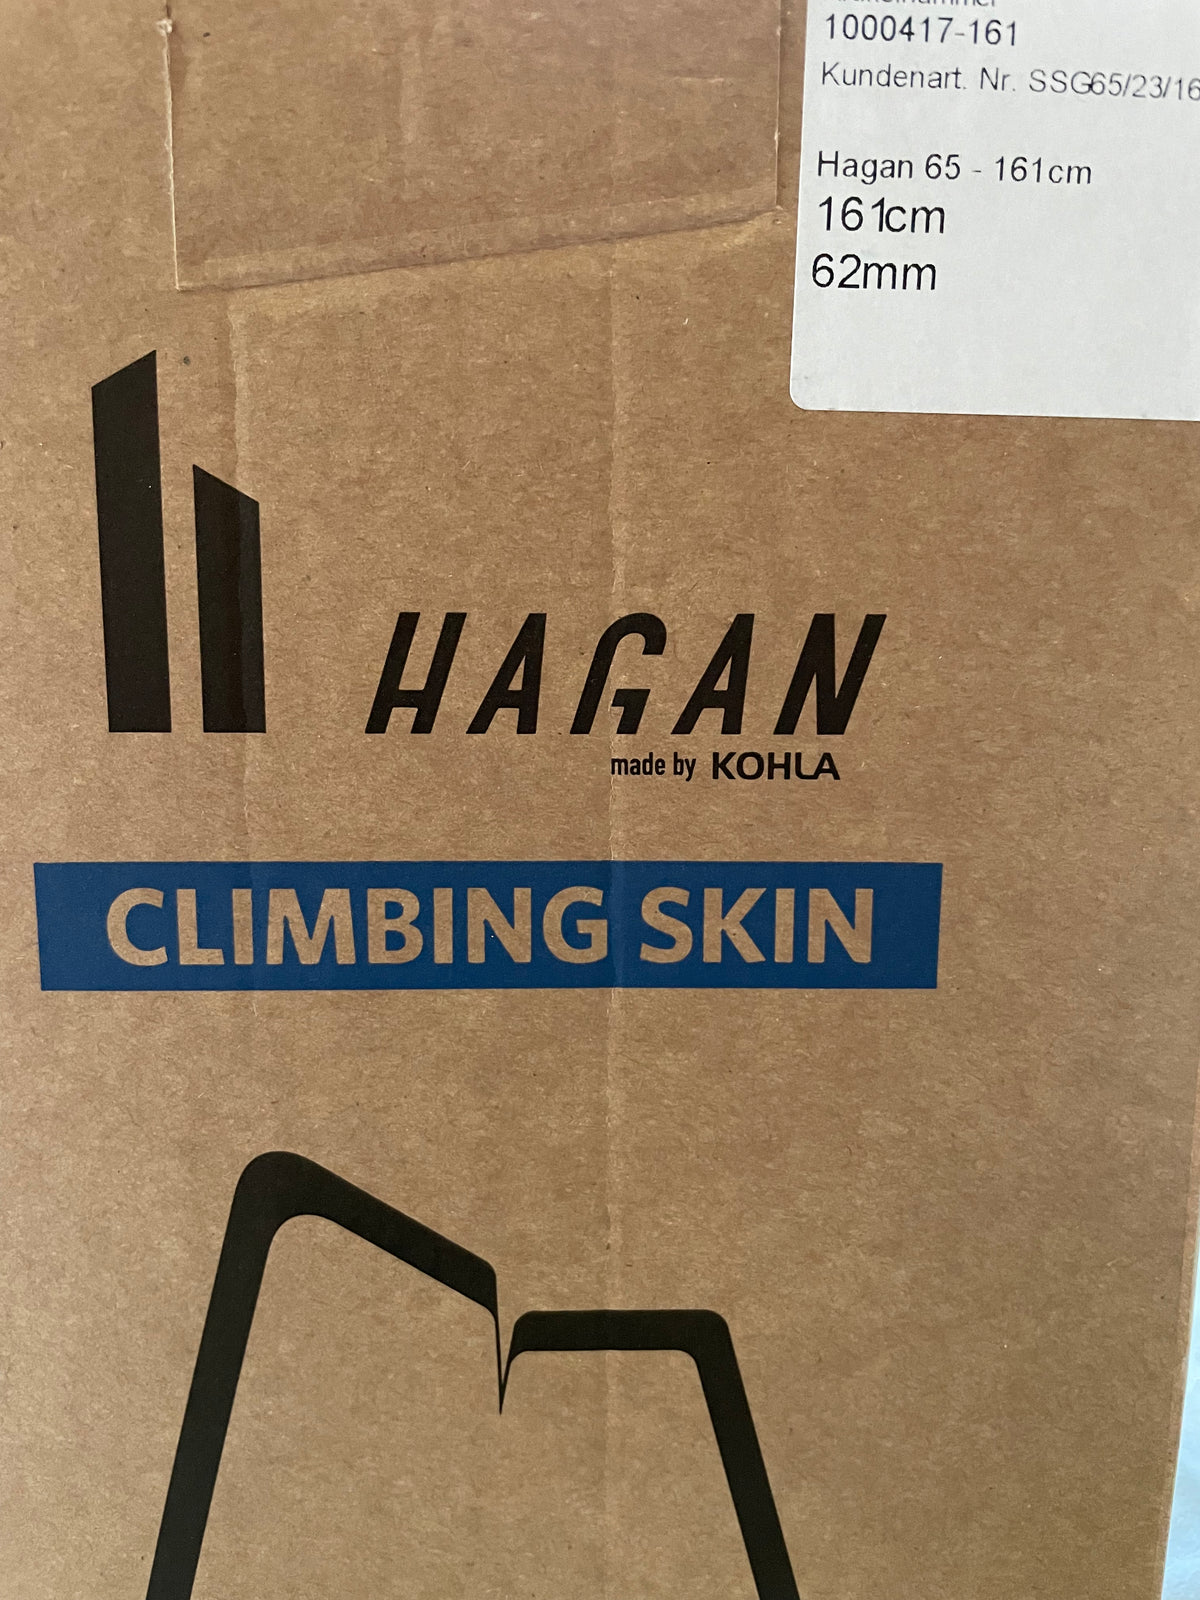 1000417-161
Kundenart. Nr. SSG65/23/16
Hagan 65 - 161cm
161cm
62mm
HAGAN
made by KOHLA
CLIMBING SKIN